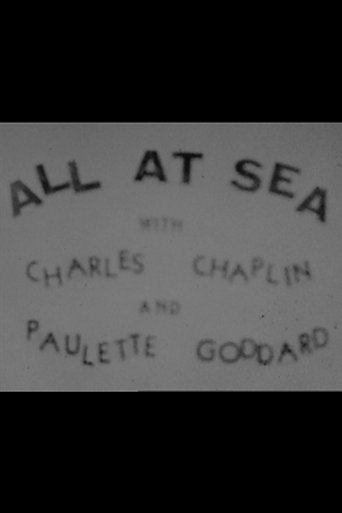 ALL AT SEA
WITH
CHARLES CHAPLIN
AND
PAULETTE GODDARD